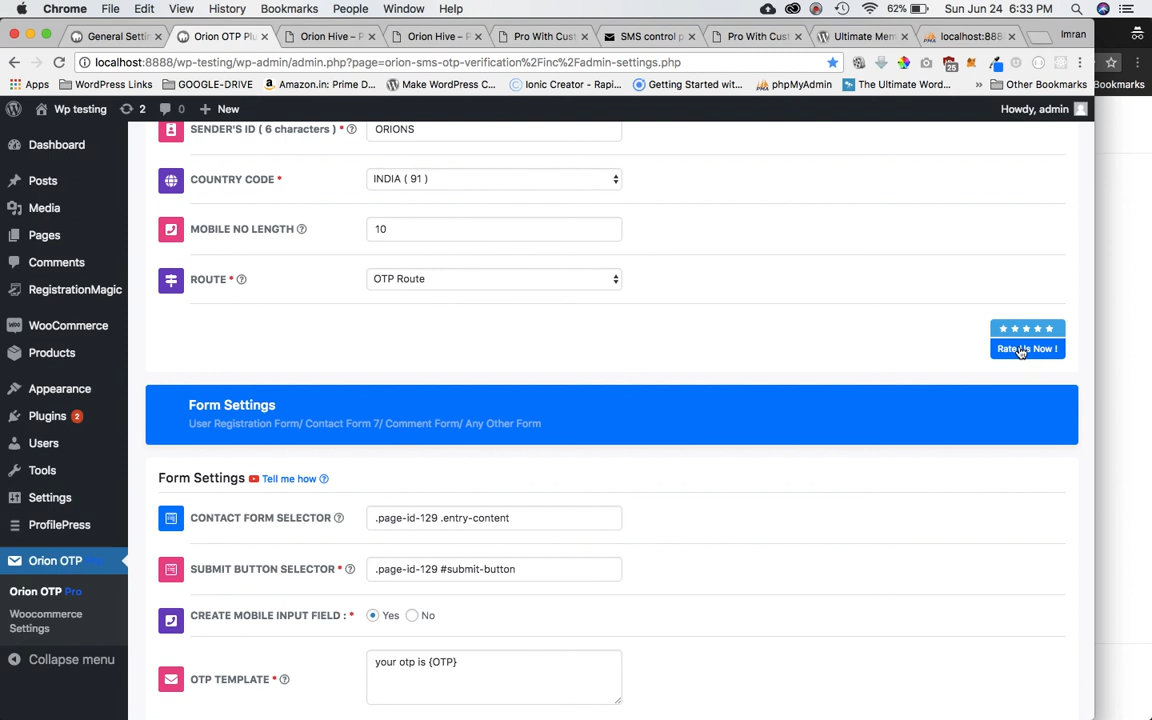 Chrome File Edit View History Bookmarks People Window Help 62% Sun Jun 24 6:33 PM
General Settin Orion OTP Plu Orion Hive – P Orion Hive – P Pro With Cust SMS control p Pro With Cust Ultimate Mem localhost:888 Imran
localhost:8888/wp-testing/wp-admin/admin.php?page=orion-sms-otp-verification%2Finc%2Fadmin-settings.php 25
Apps WordPress Links GOOGLE-DRIVE Amazon.in: Prime D... Make WordPress C... Ionic Creator - Rapi... Getting Started wit... phpMyAdmin The Ultimate Word... » Other Bookmarks Bookmarks
Wp testing 2 0 New Howdy, admin
Dashboard
Posts
Media
Pages
Comments
RegistrationMagic
WooCommerce
Products
Appearance
Plugins 2
Users
Tools
Settings
ProfilePress
Orion OTP Pro
Orion OTP Pro
Woocommerce
Settings
Collapse menu
SENDER'S ID ( 6 characters ) * ORIONS
COUNTRY CODE * INDIA ( 91 )
MOBILE NO LENGTH 10
ROUTE * OTP Route
Rate Us Now !
Form Settings
User Registration Form/ Contact Form 7/ Comment Form/ Any Other Form
Form Settings Tell me how
CONTACT FORM SELECTOR .page-id-129 .entry-content
SUBMIT BUTTON SELECTOR * .page-id-129 #submit-button
CREATE MOBILE INPUT FIELD : * Yes No
OTP TEMPLATE * your otp is {OTP}